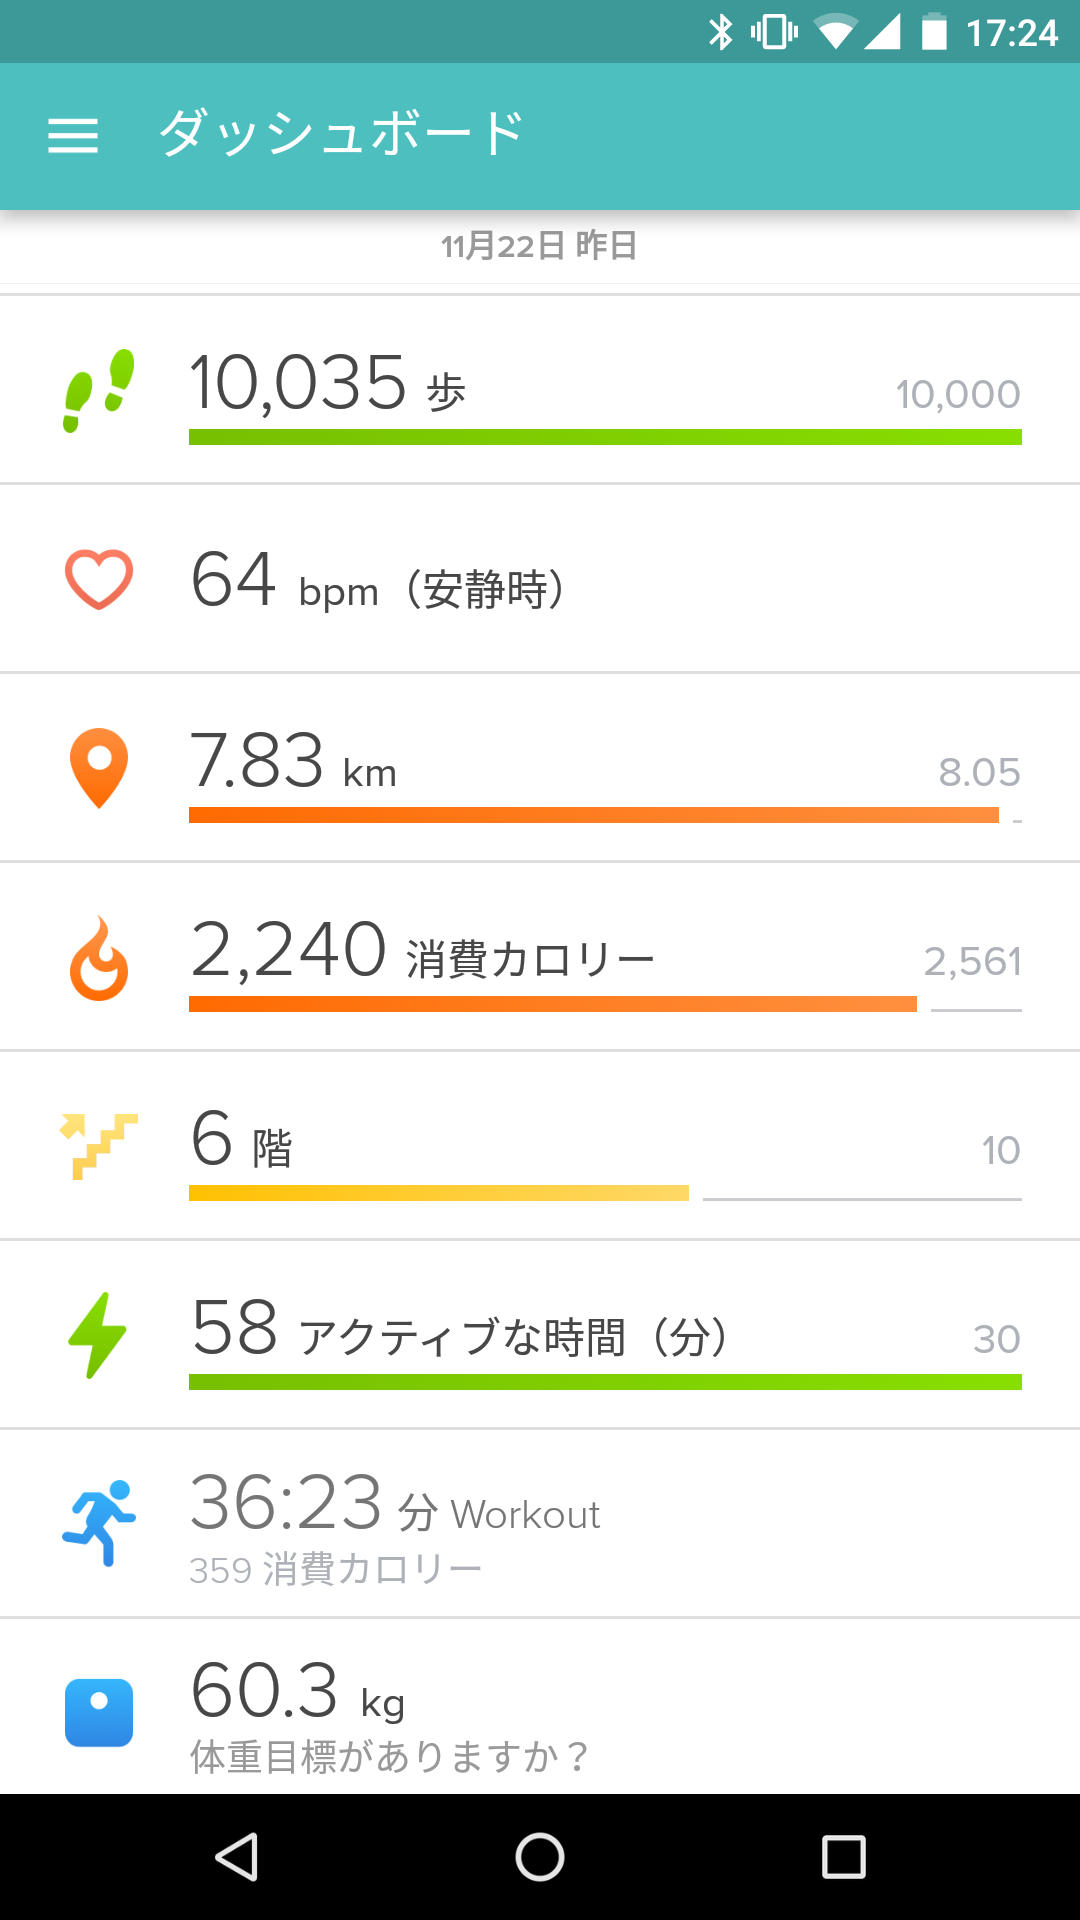 17:24
ダッシュボード
11月22日 昨日
10,035 歩 10,000
64 bpm（安静時）
7.83 km 8.05
2,240 消費カロリー 2,561
6 階 10
58 アクティブな時間（分） 30
36:23 分 Workout
359 消費カロリー
60.3 kg
体重目標がありますか？